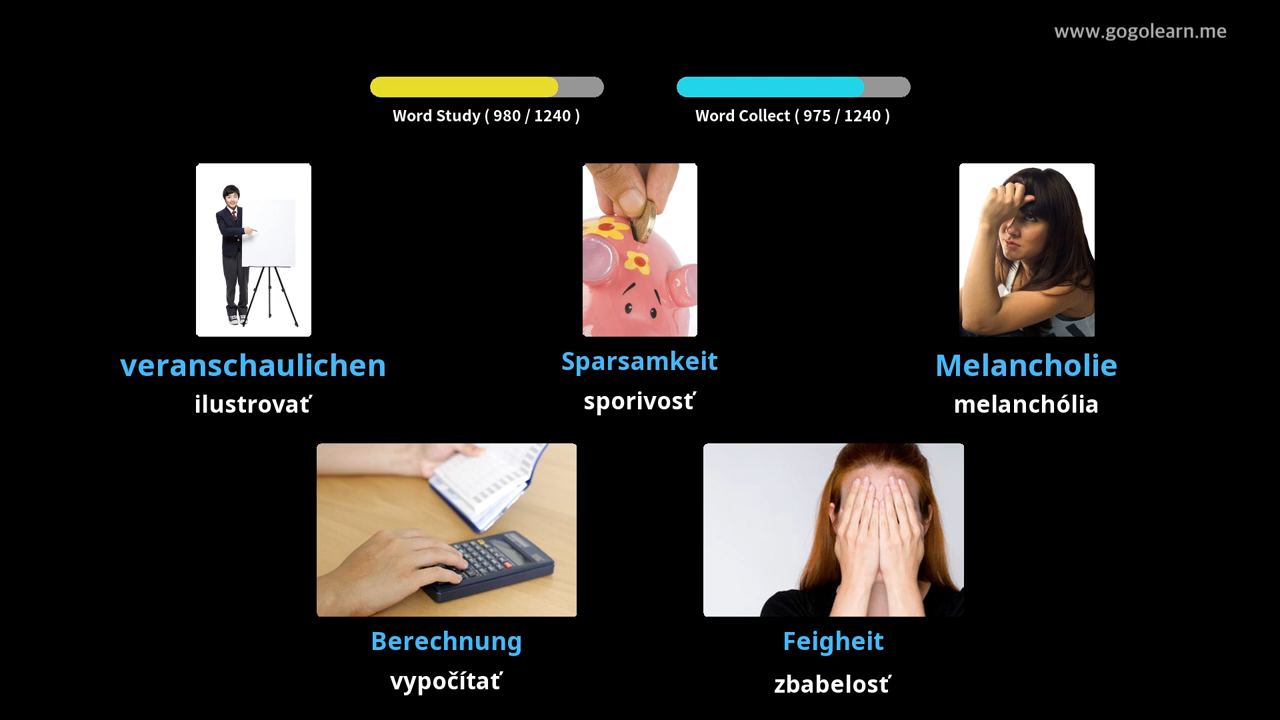 www.gogolearn.me
Word Study ( 980 / 1240 )
Word Collect ( 975 / 1240 )
veranschaulichen
ilustrovať
Sparsamkeit
sporivosť
Melancholie
melanchólia
Berechnung
vypočítať
Feigheit
zbabelosť